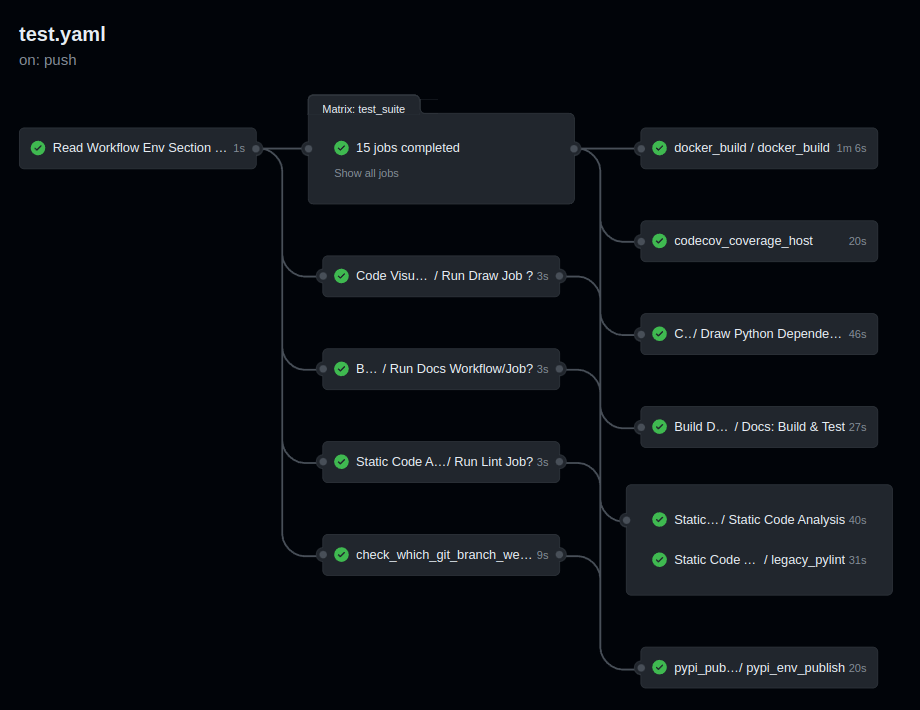 test.yaml
on: push
Matrix: test_suite
Read Workflow Env Section ... 1s
15 jobs completed
Show all jobs
docker_build / docker_build 1m 6s
codecov_coverage_host 20s
Code Visu... / Run Draw Job ? 3s
C.../ Draw Python Depende... 46s
B... / Run Docs Workflow/Job? 3s
Build D... / Docs: Build & Test 27s
Static Code A.../ Run Lint Job? 3s
Static... / Static Code Analysis 40s
Static Code ... / legacy_pylint 31s
check_which_git_branch_we... 9s
pypi_pub.../ pypi_env_publish 20s